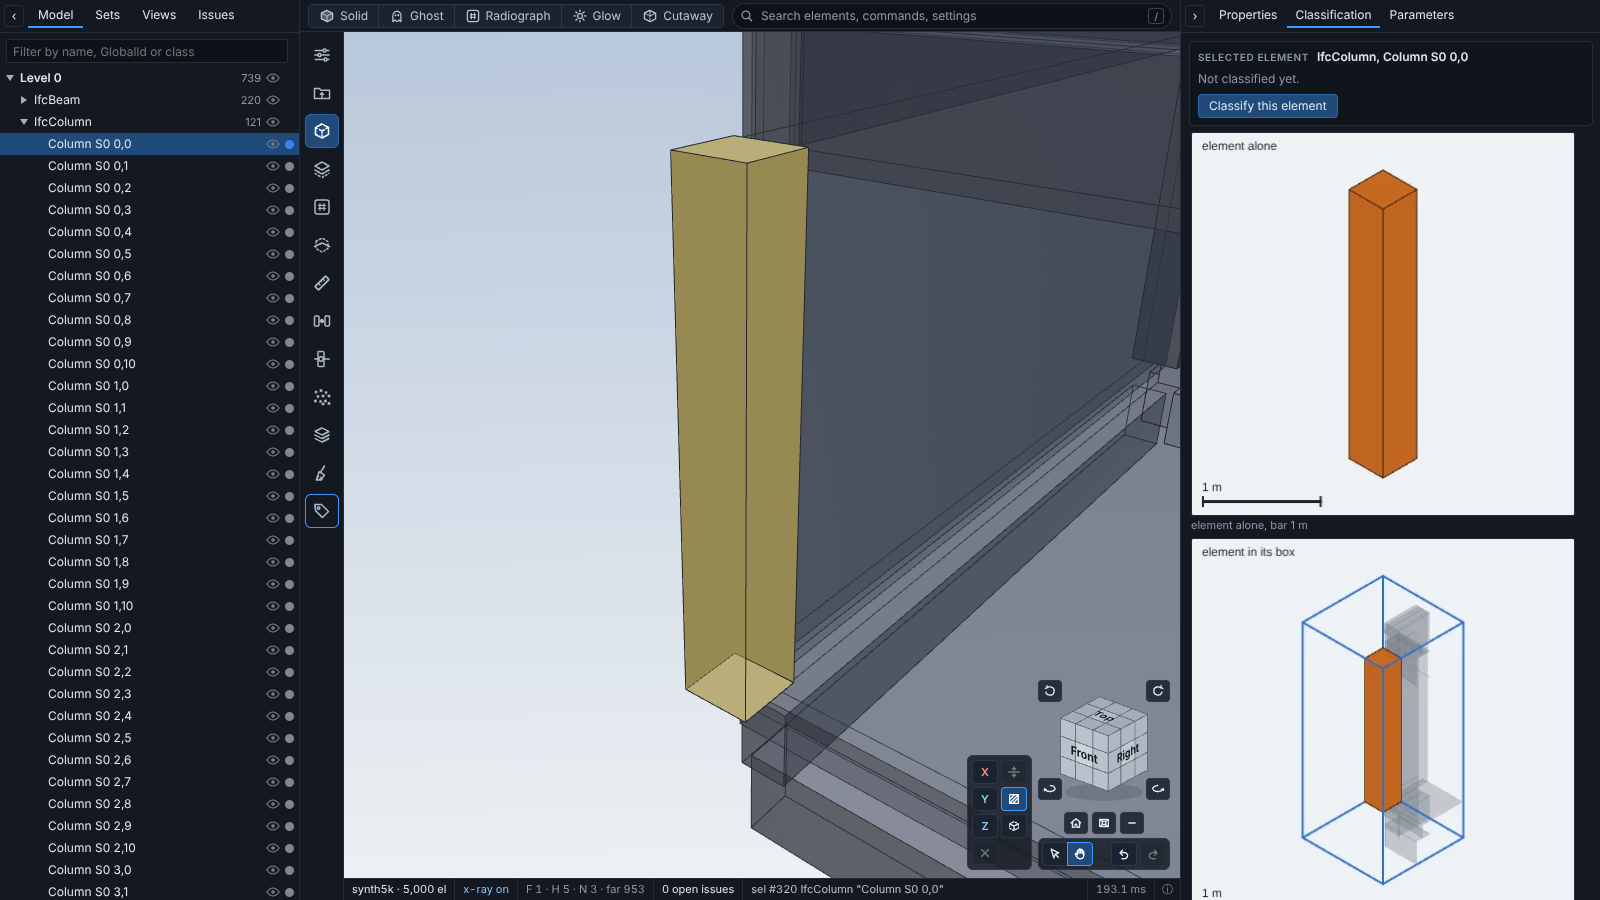 Model Sets Views Issues
Solid Ghost Radiograph Glow Cutaway
Search elements, commands, settings /
Properties Classification Parameters
Filter by name, GlobalId or class
Level 0 739
IfcBeam 220
IfcColumn 121
Column S0 0,0
Column S0 0,1
Column S0 0,2
Column S0 0,3
Column S0 0,4
Column S0 0,5
Column S0 0,6
Column S0 0,7
Column S0 0,8
Column S0 0,9
Column S0 0,10
Column S0 1,0
Column S0 1,1
Column S0 1,2
Column S0 1,3
Column S0 1,4
Column S0 1,5
Column S0 1,6
Column S0 1,7
Column S0 1,8
Column S0 1,9
Column S0 1,10
Column S0 2,0
Column S0 2,1
Column S0 2,2
Column S0 2,3
Column S0 2,4
Column S0 2,5
Column S0 2,6
Column S0 2,7
Column S0 2,8
Column S0 2,9
Column S0 2,10
Column S0 3,0
Column S0 3,1
Top
Front
Right
X
Y
Z
synth5k · 5,000 el x-ray on F 1 · H 5 · N 3 · far 953 0 open issues sel #320 IfcColumn "Column S0 0,0" 193.1 ms
SELECTED ELEMENT IfcColumn, Column S0 0,0
Not classified yet.
Classify this element
element alone
1 m
element alone, bar 1 m
element in its box
1 m